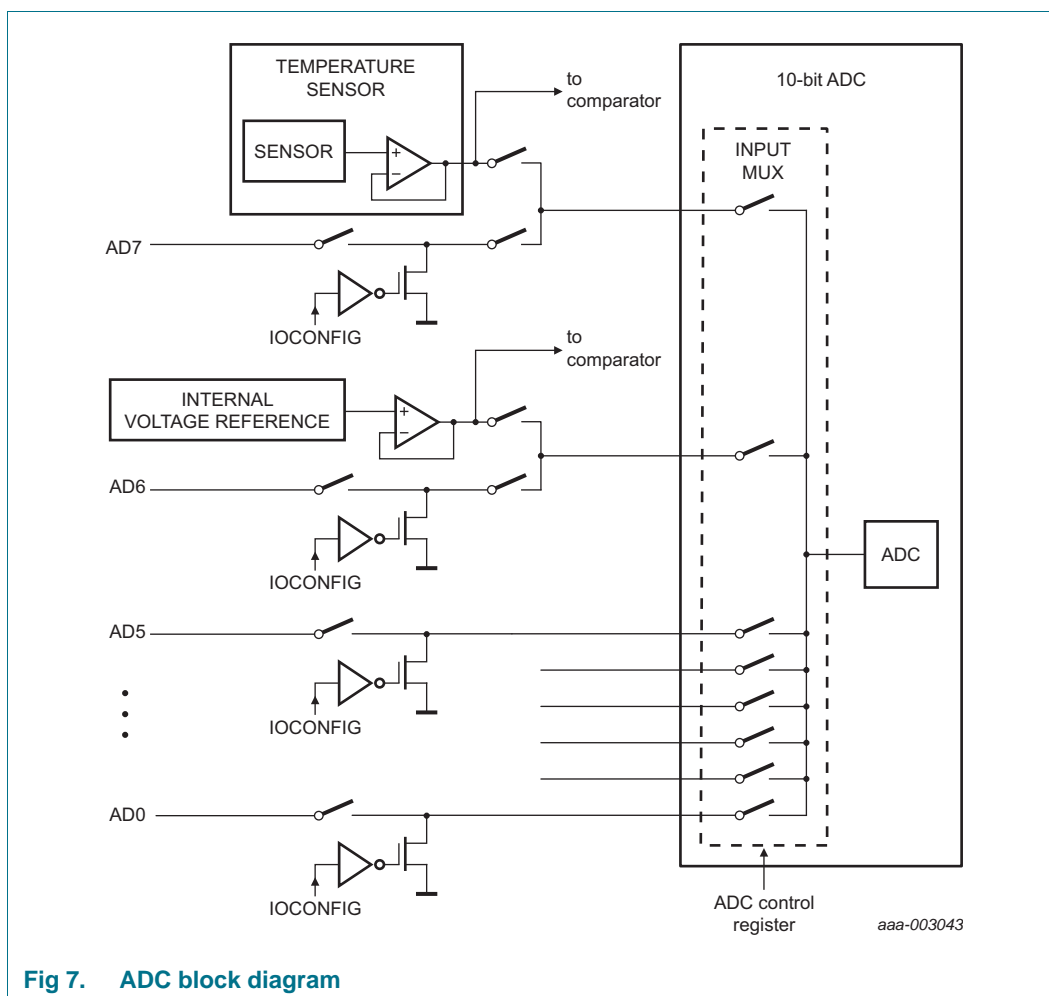 TEMPERATURE
SENSOR
SENSOR
+
−
to
comparator
10-bit ADC
INPUT
MUX
AD7
IOCONFIG
to
comparator
INTERNAL
VOLTAGE REFERENCE
+
−
AD6
IOCONFIG
ADC
AD5
IOCONFIG
AD0
IOCONFIG
ADC control
register
aaa-003043
Fig 7. ADC block diagram